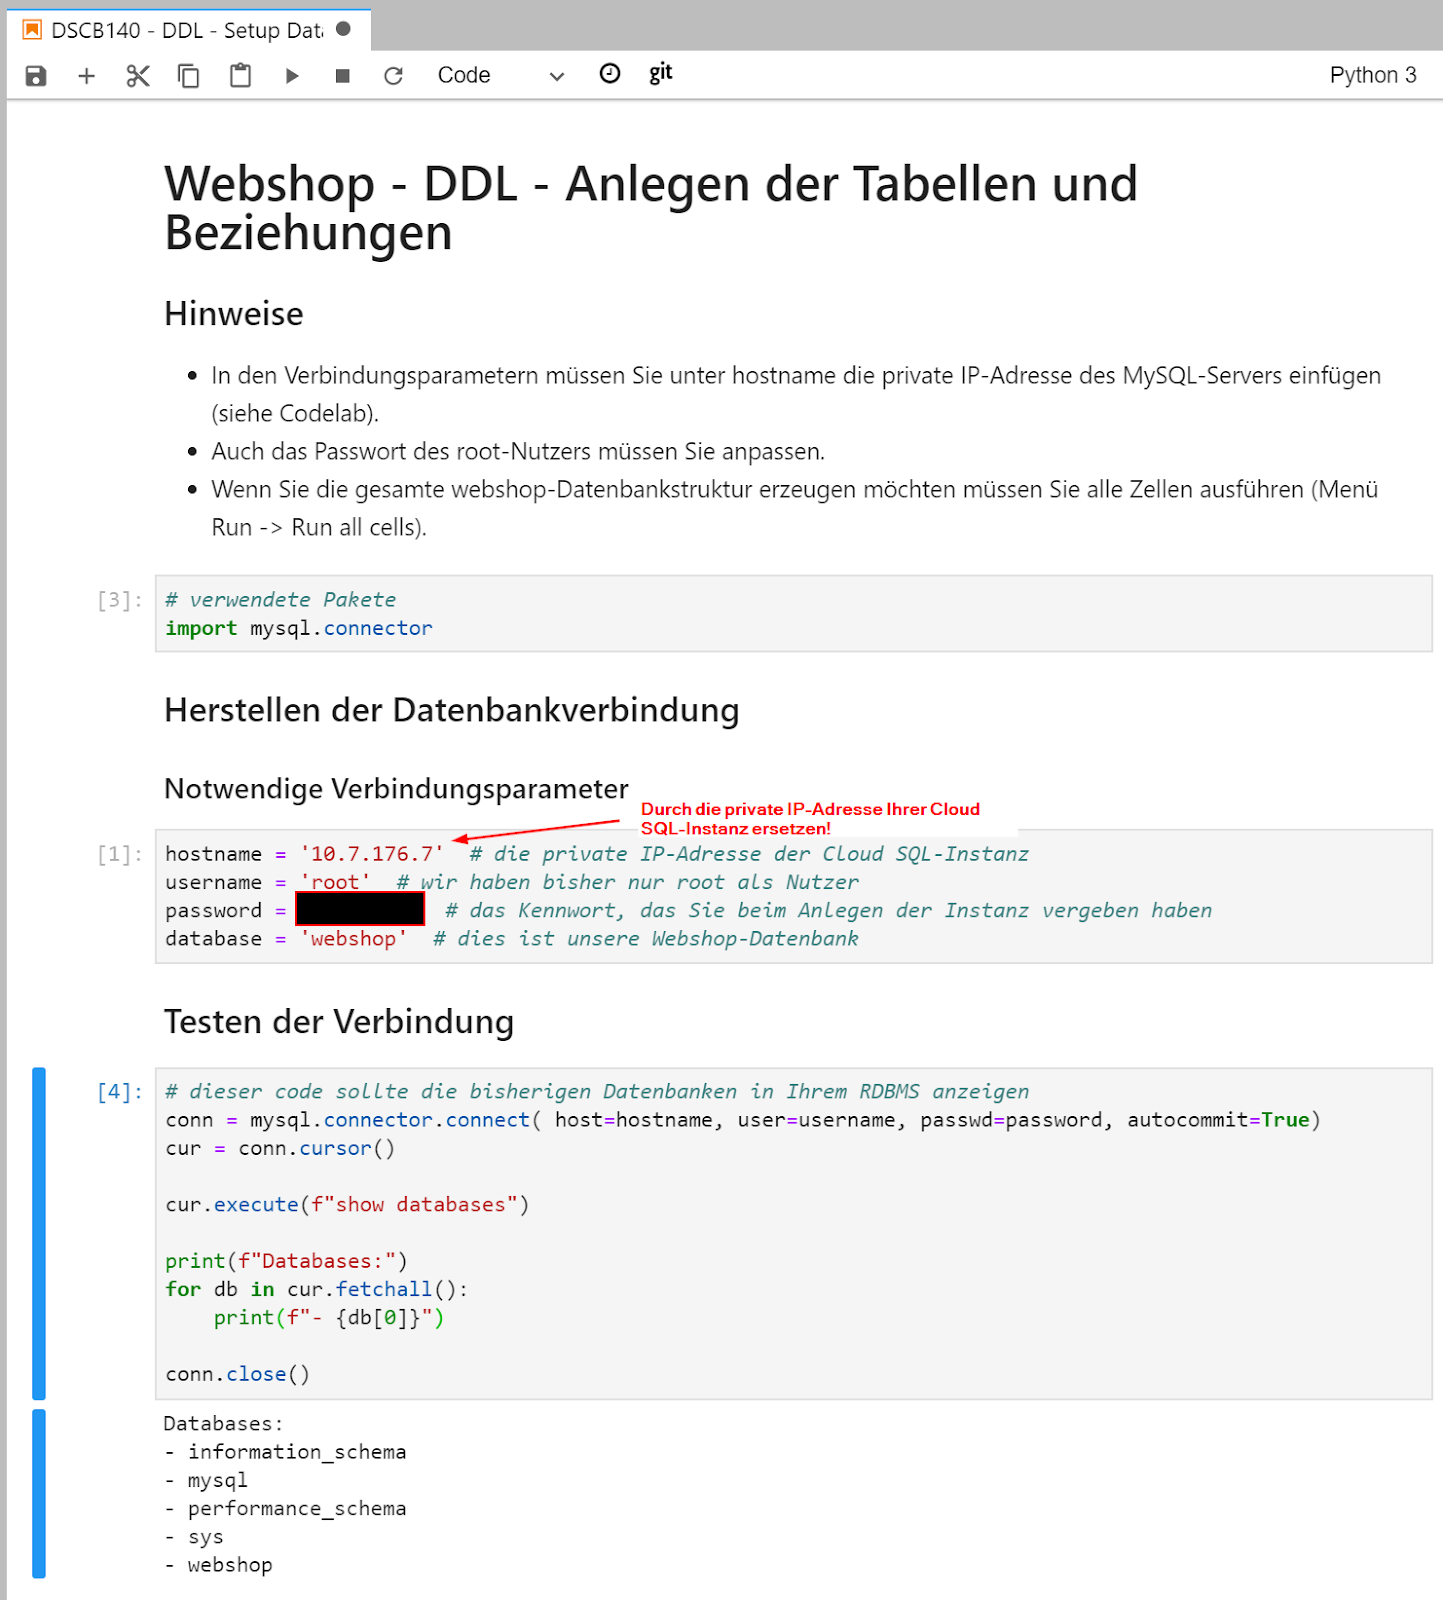 DSCB140 - DDL - Setup Data
Code
git
Python 3
Webshop - DDL - Anlegen der Tabellen und
Beziehungen
Hinweise
• In den Verbindungsparametern müssen Sie unter hostname die private IP-Adresse des MySQL-Servers einfügen
(siehe Codelab).
• Auch das Passwort des root-Nutzers müssen Sie anpassen.
• Wenn Sie die gesamte webshop-Datenbankstruktur erzeugen möchten müssen Sie alle Zellen ausführen (Menü
Run -> Run all cells).
[3]:
# verwendete Pakete
import mysql.connector
Herstellen der Datenbankverbindung
Notwendige Verbindungsparameter
Durch die private IP-Adresse Ihrer Cloud
SQL-Instanz ersetzen!
[1]:
hostname = '10.7.176.7'  # die private IP-Adresse der Cloud SQL-Instanz
username = 'root'  # wir haben bisher nur root als Nutzer
password =  # das Kennwort, das Sie beim Anlegen der Instanz vergeben haben
database = 'webshop'  # dies ist unsere Webshop-Datenbank
Testen der Verbindung
[4]:
# dieser code sollte die bisherigen Datenbanken in Ihrem RDBMS anzeigen
conn = mysql.connector.connect( host=hostname, user=username, passwd=password, autocommit=True)
cur = conn.cursor()
cur.execute(f"show databases")
print(f"Databases:")
for db in cur.fetchall():
    print(f"- {db[0]}")
conn.close()
Databases:
- information_schema
- mysql
- performance_schema
- sys
- webshop